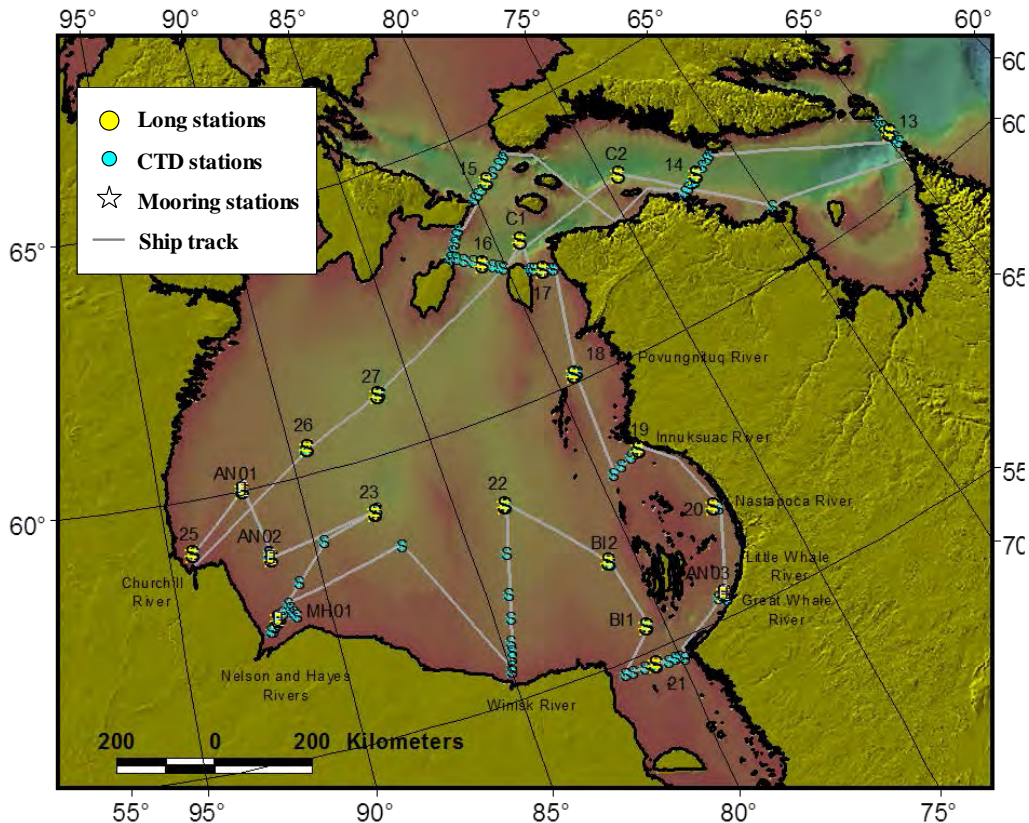 95° 90° 85° 80° 75° 70° 65° 65° 60°
60
60°
65°
65°
60°
55°
70°
Long stations
CTD stations
Mooring stations
Ship track
13
C2
14
15
C1
16
17
18
Povungnituq River
27
19
Innuksuac River
26
AN01
23
22
20
Nastapoca River
25
AN02
BI2
Little Whale
River
AN03
Churchill
River
Great Whale
River
MH01
BI1
21
Nelson and Hayes
Rivers
Winisk River
200 0 200 Kilometers
55° 95° 90° 85° 80° 75°